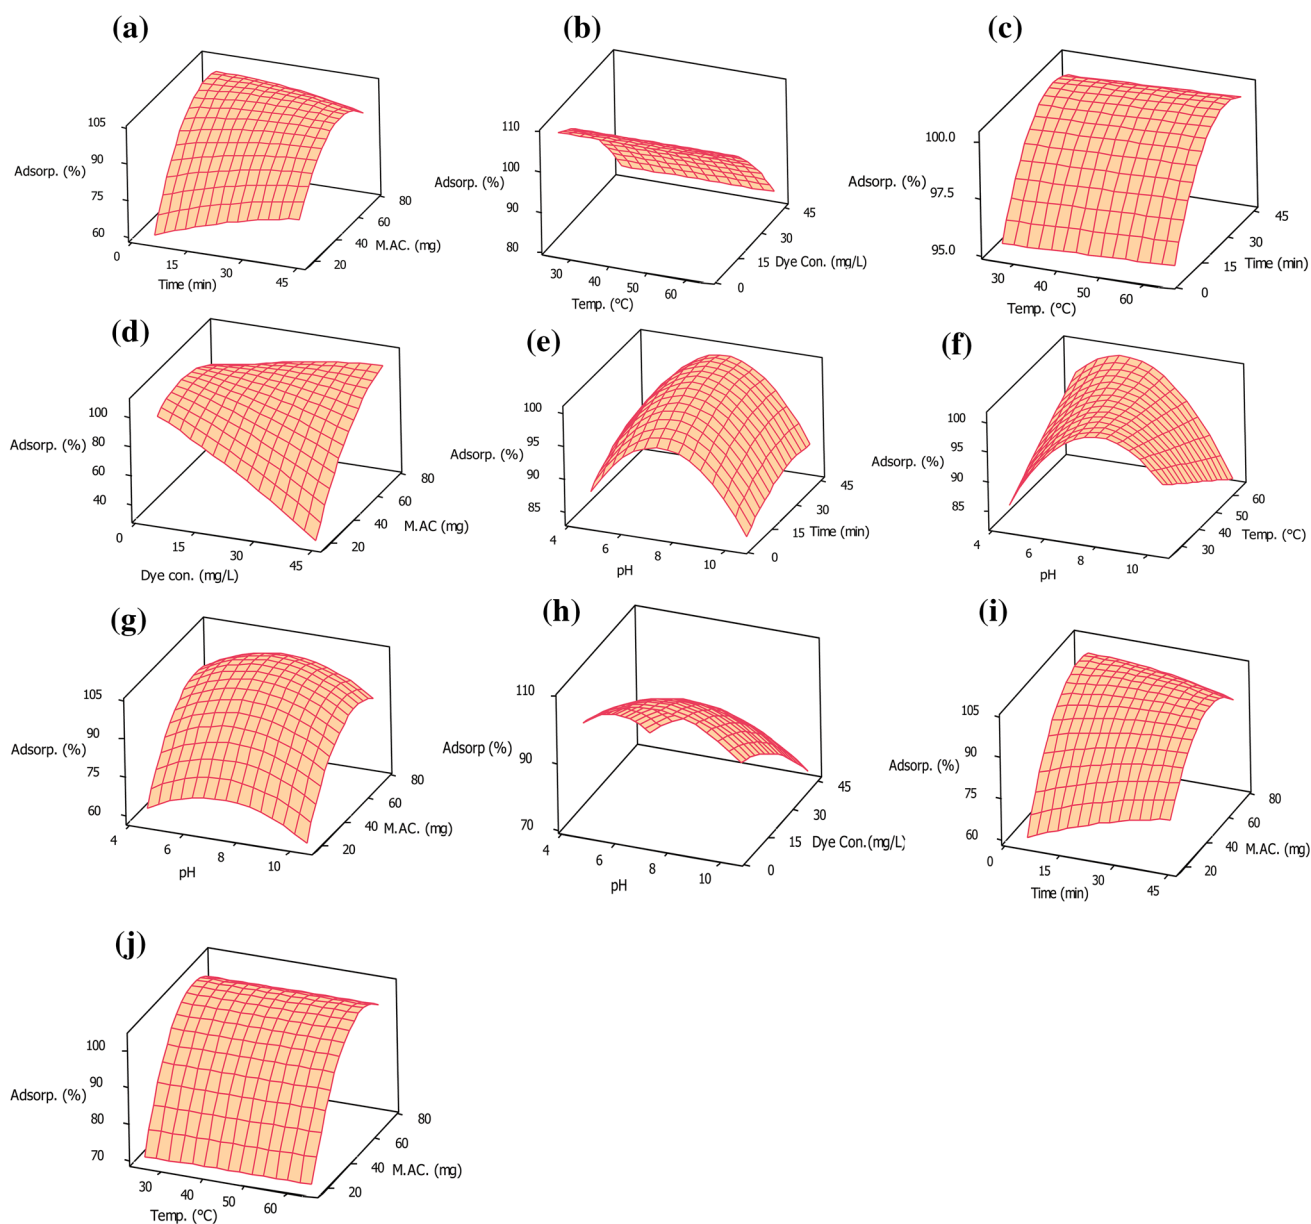 (a)
105
90
Adsorp. (%)
75
60
0
15
30
45
Time (min)
20
40
60
80
M.AC. (mg)
(b)
110
100
Adsorp. (%)
90
80
30
40
50
60
Temp. (°C)
0
15
30
45
Dye Con. (mg/L)
(c)
100.0
Adsorp. (%)
97.5
95.0
30
40
50
60
Temp. (°C)
0
15
30
45
Time (min)
(d)
100
Adsorp. (%)
80
60
40
0
15
30
45
Dye con. (mg/L)
20
40
60
80
M.AC (mg)
(e)
100
95
Adsorp. (%)
90
85
4
6
8
10
pH
0
15
30
45
Time (min)
(f)
100
95
Adsorp. (%)
90
85
4
6
8
10
pH
30
40
50
60
Temp. (°C)
(g)
105
90
Adsorp. (%)
75
60
4
6
8
10
pH
20
40
60
80
M.AC. (mg)
(h)
110
Adsorp (%)
90
70
4
6
8
10
pH
0
15
30
45
Dye Con.(mg/L)
(i)
105
90
Adsorp. (%)
75
60
0
15
30
45
Time (min)
20
40
60
80
M.AC. (mg)
(j)
100
90
Adsorp. (%)
80
70
30
40
50
60
Temp. (°C)
20
40
60
80
M.AC. (mg)